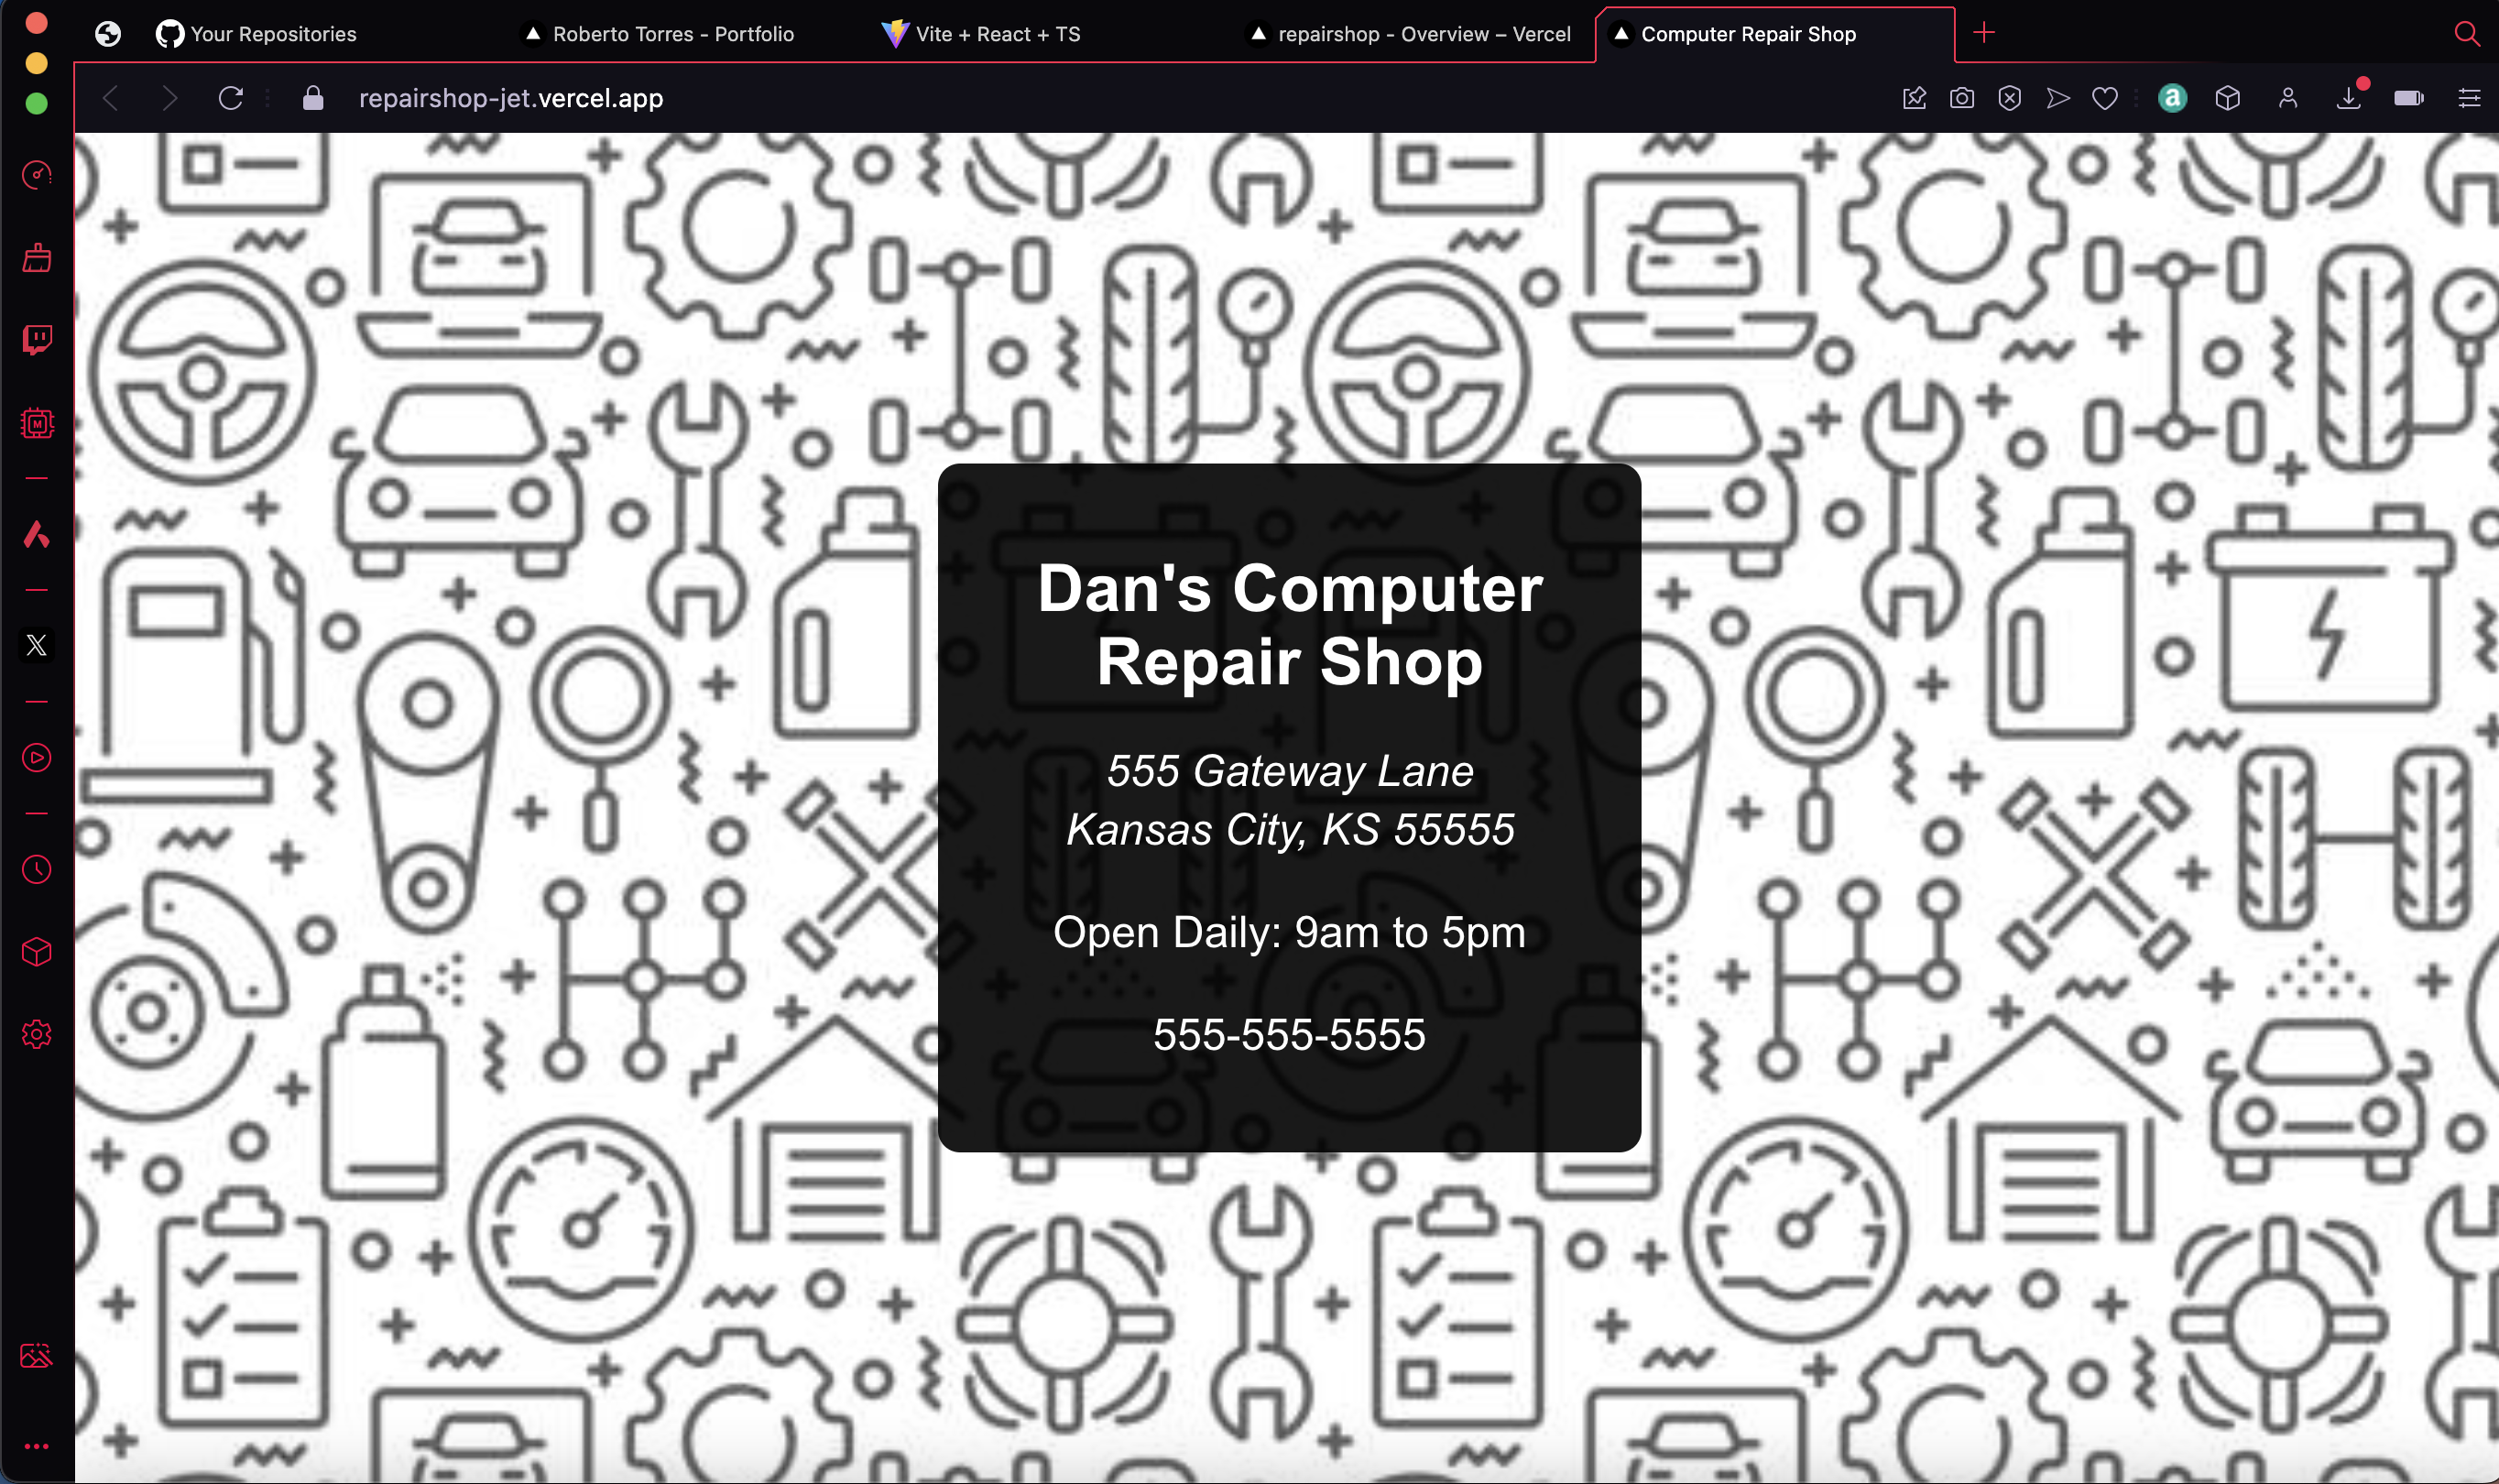 Your Repositories
Roberto Torres - Portfolio
Vite + React + TS
repairshop - Overview – Vercel
Computer Repair Shop
repairshop-jet.vercel.app
a
M
Dan's Computer
Repair Shop
555 Gateway Lane
Kansas City, KS 55555
Open Daily: 9am to 5pm
555-555-5555